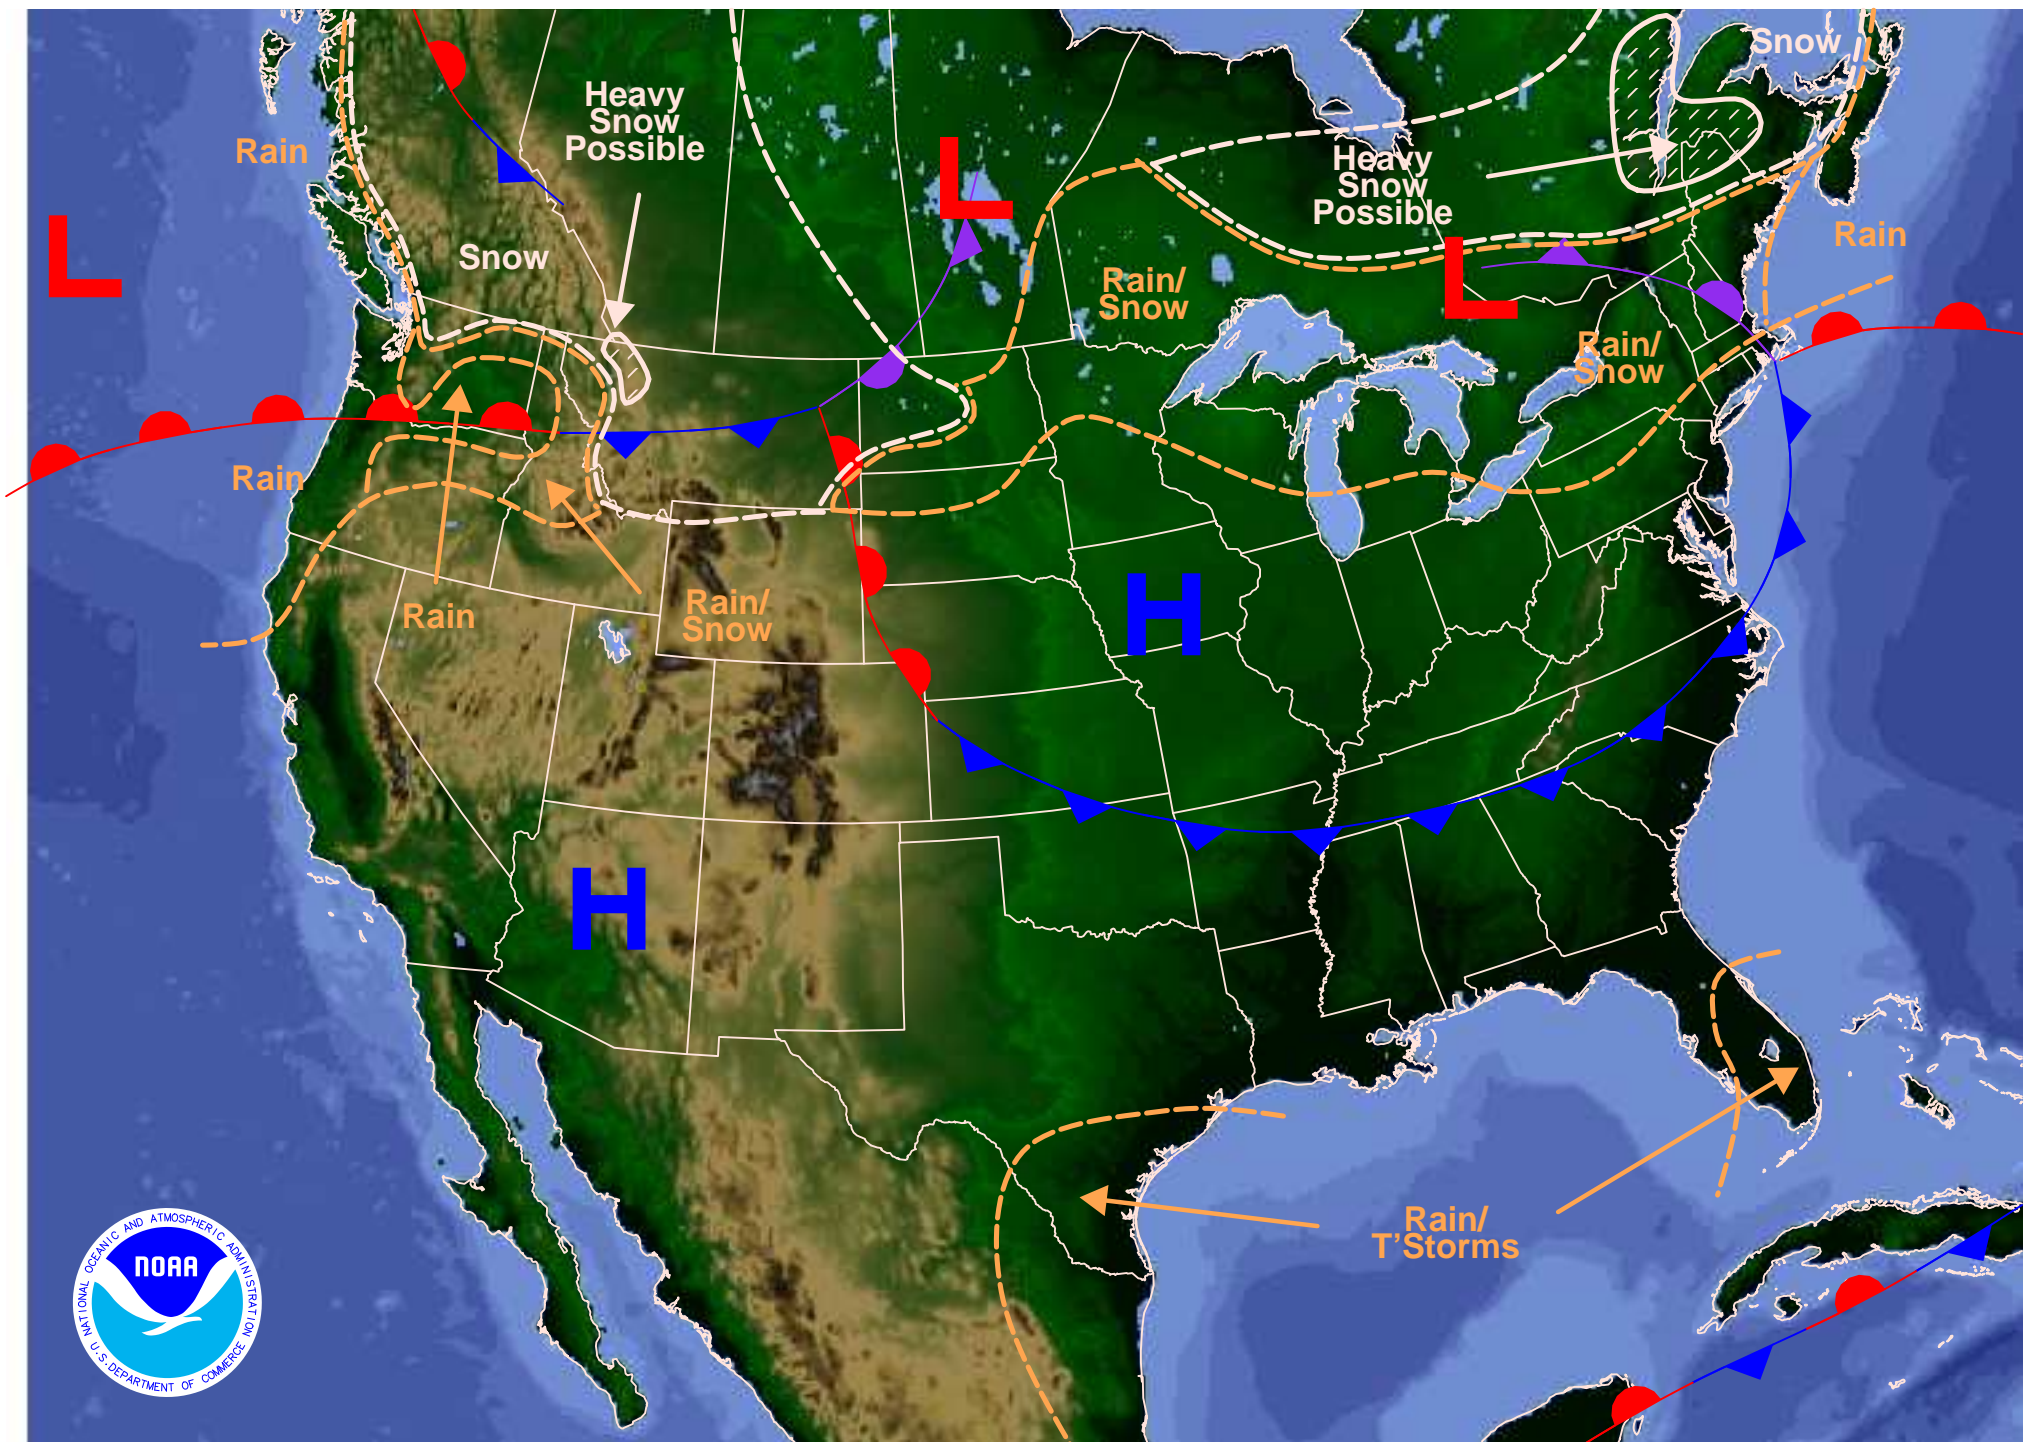 Snow
Heavy
Snow
Possible
Rain
L
Heavy
Snow
Possible
L
Snow
Rain
L
Rain/
Snow
Rain/
Snow
Rain
H
Rain
Rain/
Snow
H
Rain/
T'Storms
NATIONAL OCEANIC AND ATMOSPHERIC ADMINISTRATION
NOAA
U.S. DEPARTMENT OF COMMERCE